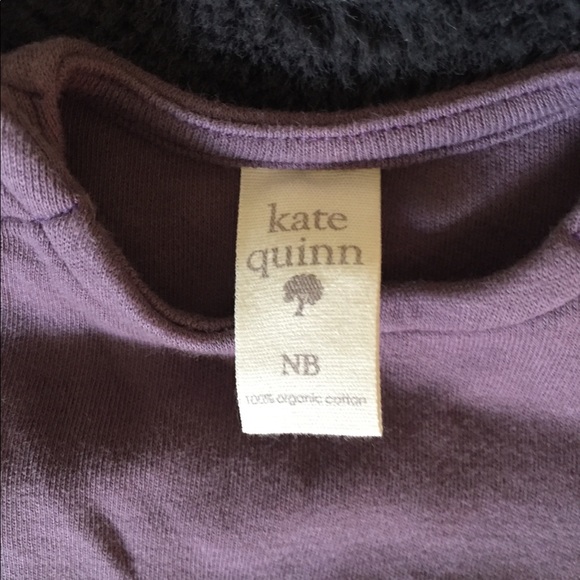 kate
quinn
NB
100% organic cotton